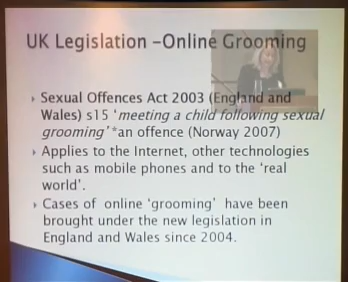 UK Legislation –Online Grooming
Sexual Offences Act 2003 (England and
Wales) s15 ‘meeting a child following sexual
grooming’*an offence (Norway 2007)
Applies to the Internet, other technologies
such as mobile phones and to the ‘real
world’.
Cases of online ‘grooming’ have been
brought under the new legislation in
England and Wales since 2004.